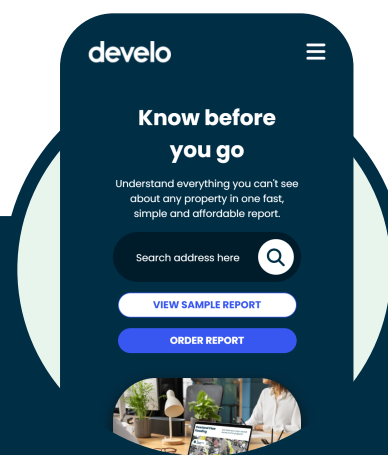 develo
Know before
you go
Understand everything you can't see
about any property in one fast,
simple and affordable report.
Search address here
VIEW SAMPLE REPORT
ORDER REPORT